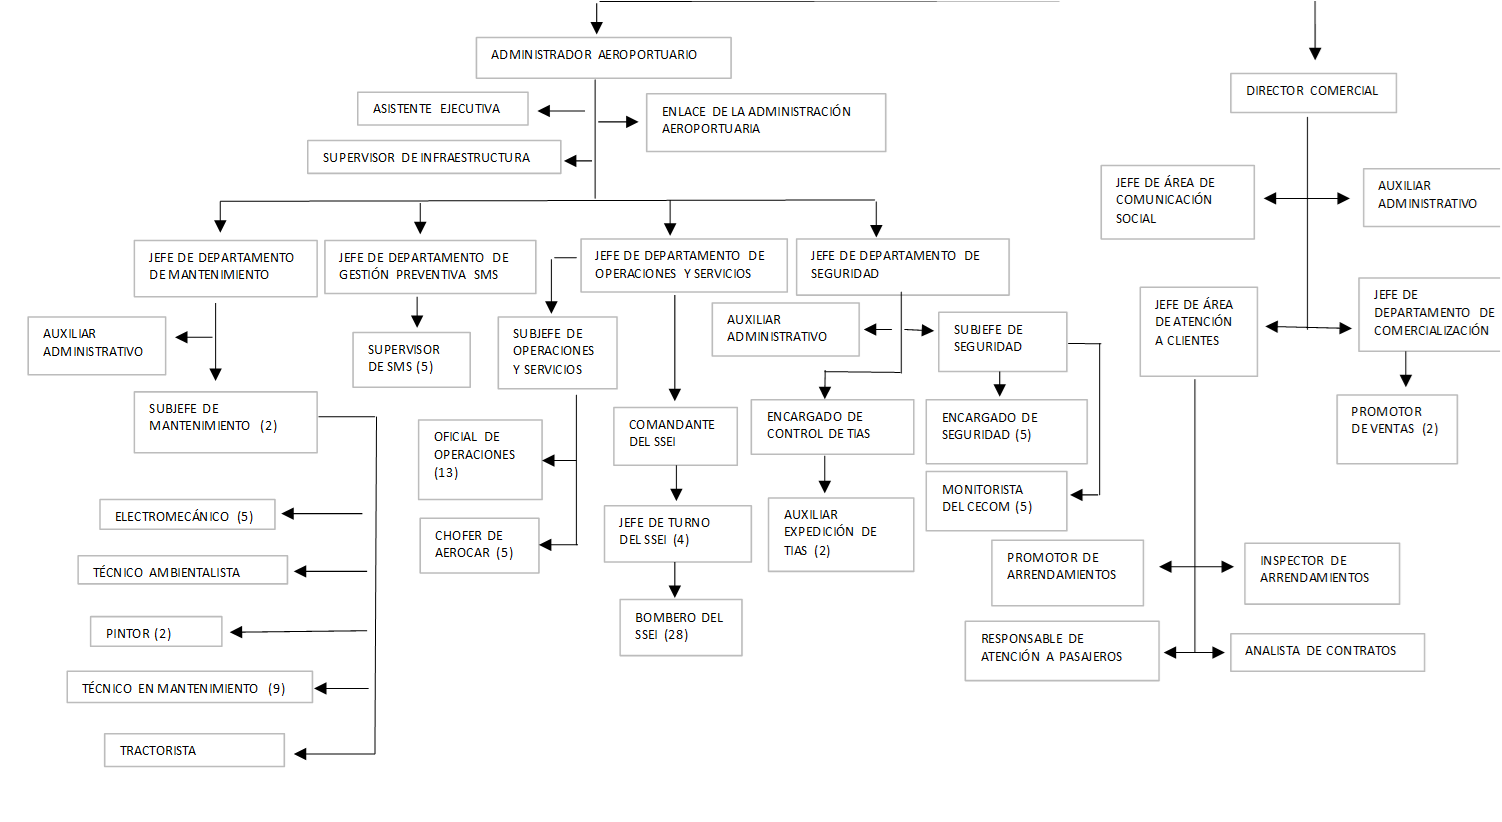 ADMINISTRADOR AEROPORTUARIO
ASISTENTE EJECUTIVA
ENLACE DE LA ADMINISTRACIÓN
AEROPORTUARIA
SUPERVISOR DE INFRAESTRUCTURA
JEFE DE DEPARTAMENTO
DE MANTENIMIENTO
JEFE DE DEPARTAMENTO DE
GESTIÓN PREVENTIVA SMS
JEFE DE DEPARTAMENTO DE
OPERACIONES Y SERVICIOS
JEFE DE DEPARTAMENTO DE
SEGURIDAD
AUXILIAR
ADMINISTRATIVO
SUBJEFE DE
MANTENIMIENTO (2)
ELECTROMECÁNICO (5)
TÉCNICO AMBIENTALISTA
PINTOR (2)
TÉCNICO EN MANTENIMIENTO (9)
TRACTORISTA
SUPERVISOR
DE SMS (5)
SUBJEFE DE
OPERACIONES
Y SERVICIOS
OFICIAL DE
OPERACIONES
(13)
CHOFER DE
AEROCAR (5)
COMANDANTE
DEL SSEI
JEFE DE TURNO
DEL SSEI (4)
BOMBERO DEL
SSEI (28)
AUXILIAR
ADMINISTRATIVO
SUBJEFE DE
SEGURIDAD
ENCARGADO DE
CONTROL DE TIAS
AUXILIAR
EXPEDICIÓN DE
TIAS (2)
ENCARGADO DE
SEGURIDAD (5)
MONITORISTA
DEL CECOM (5)
DIRECTOR COMERCIAL
JEFE DE ÁREA DE
COMUNICACIÓN
SOCIAL
AUXILIAR
ADMINISTRATIVO
JEFE DE ÁREA
DE ATENCIÓN
A CLIENTES
JEFE DE
DEPARTAMENTO DE
COMERCIALIZACIÓN
PROMOTOR
DE VENTAS (2)
PROMOTOR DE
ARRENDAMIENTOS
INSPECTOR DE
ARRENDAMIENTOS
RESPONSABLE DE
ATENCIÓN A PASAJEROS
ANALISTA DE CONTRATOS